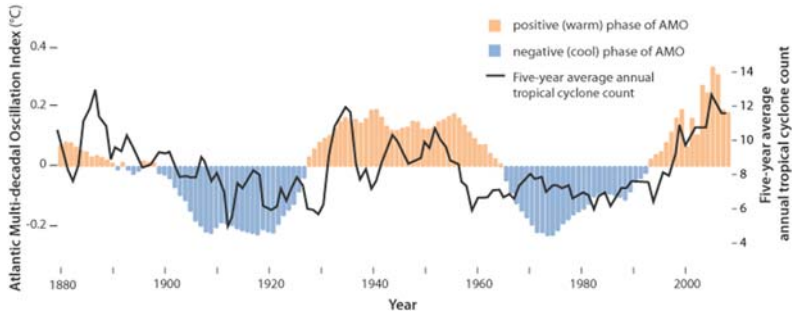 positive (warm) phase of AMO
negative (cool) phase of AMO
Five-year average annual
tropical cyclone count
Atlantic Multi-decadal Oscillation Index (°C)
0.4
0.2
0
-0.2
14
12
10
8
6
4
Five-year average
annual tropical cyclone count
1880
1900
1920
1940
1960
1980
2000
Year